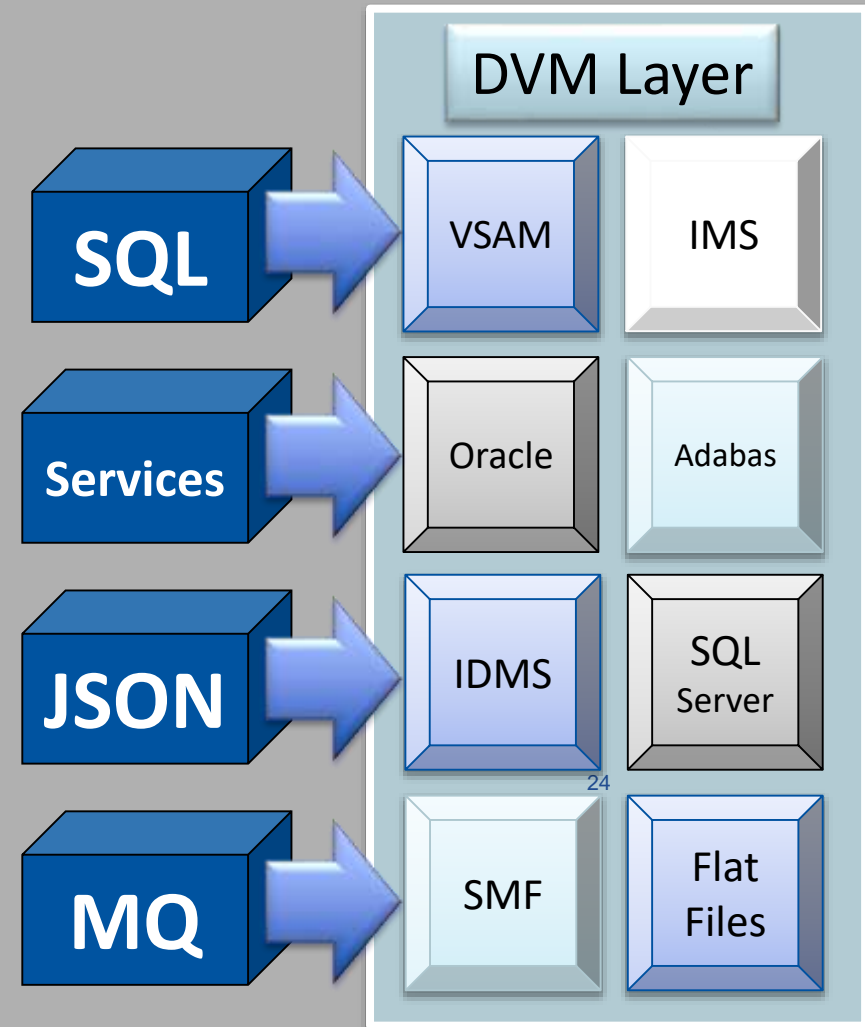 DVM Layer
SQL
VSAM
IMS
Services
Oracle
Adabas
JSON
IDMS
SQL
Server
24
MQ
SMF
Flat
Files